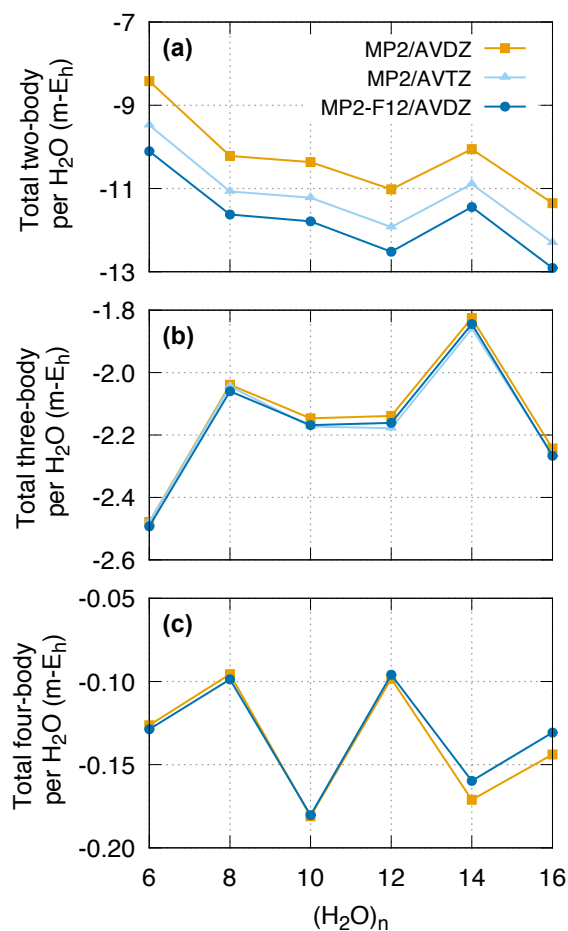 (a)
MP2/AVDZ
MP2/AVTZ
MP2-F12/AVDZ
Total two-body
per H₂O (m-Eₕ)
-7
-9
-11
-13
(b)
Total three-body
per H₂O (m-Eₕ)
-1.8
-2.0
-2.2
-2.4
-2.6
(c)
Total four-body
per H₂O (m-Eₕ)
-0.05
-0.10
-0.15
-0.20
6 8 10 12 14 16
(H₂O)ₙ